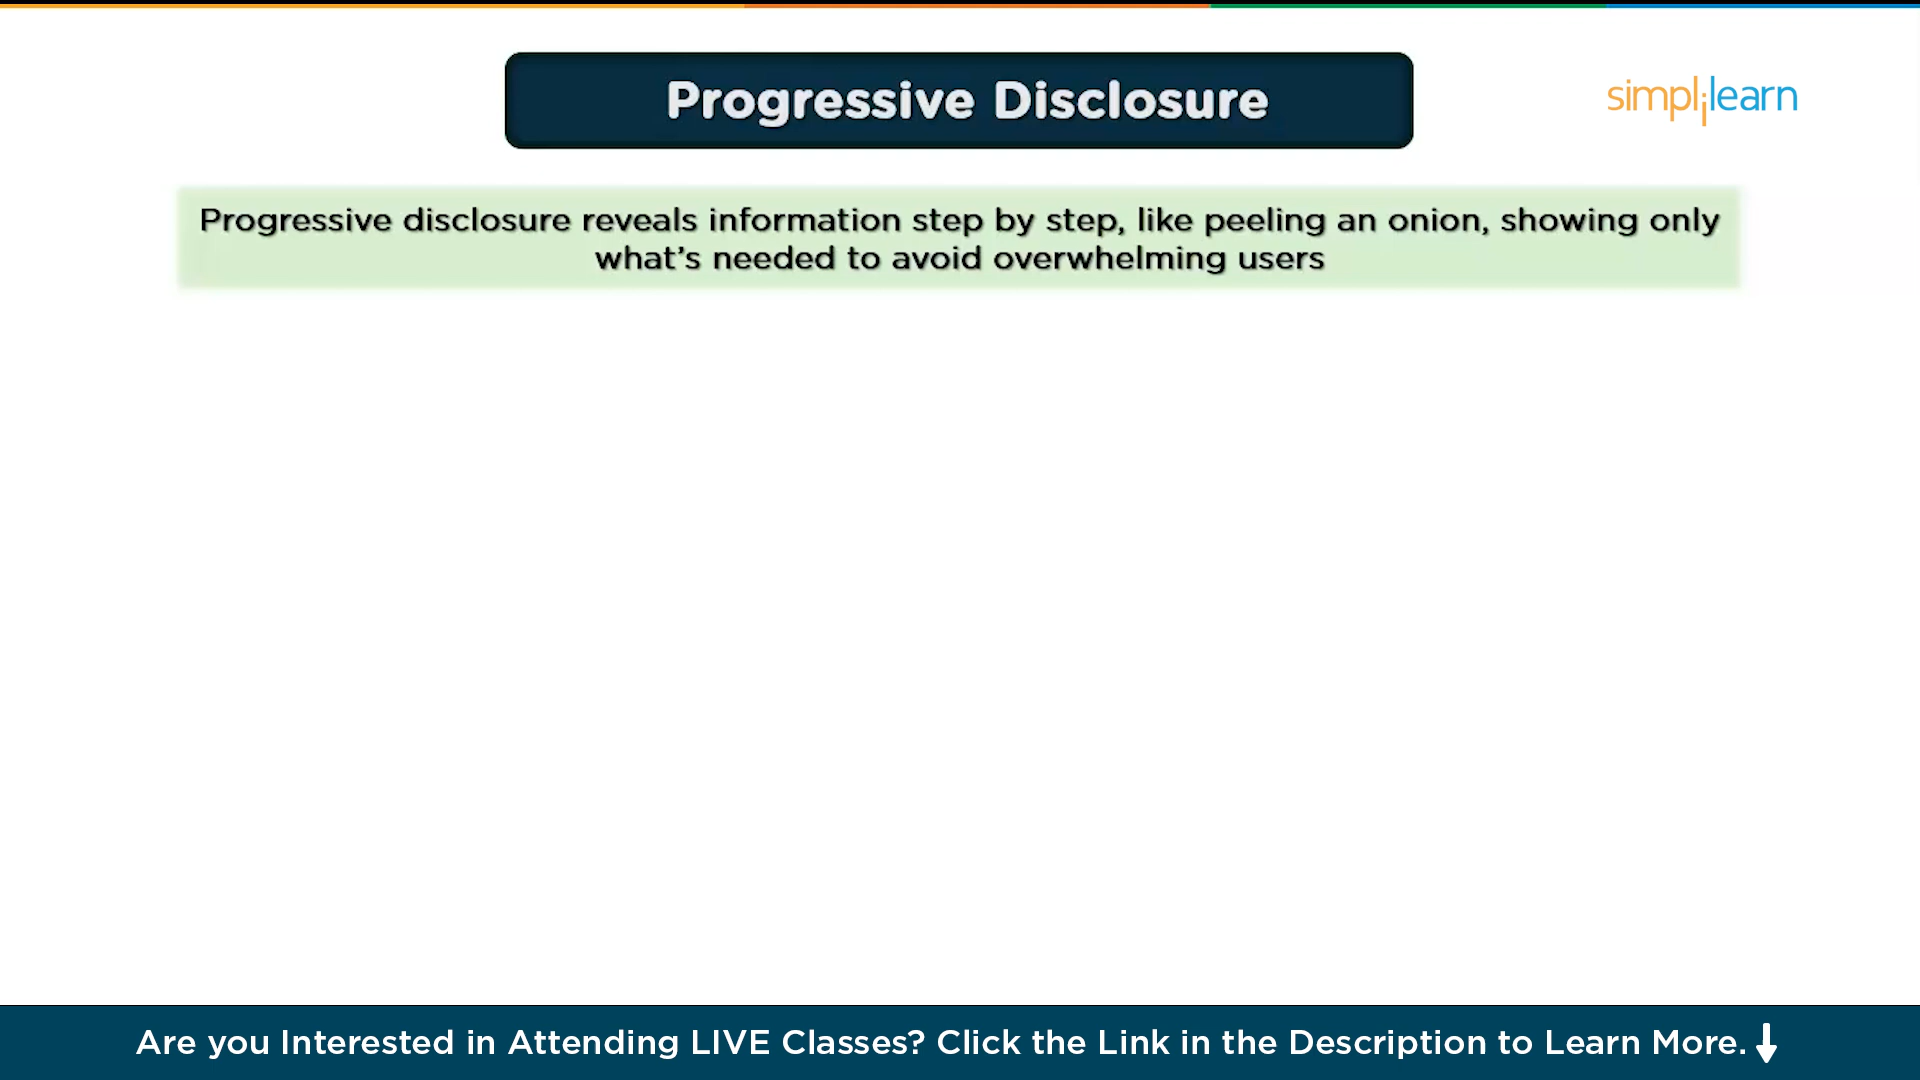 Progressive Disclosure
simplilearn
Progressive disclosure reveals information step by step, like peeling an onion, showing only
what's needed to avoid overwhelming users
Are you Interested in Attending LIVE Classes? Click the Link in the Description to Learn More.